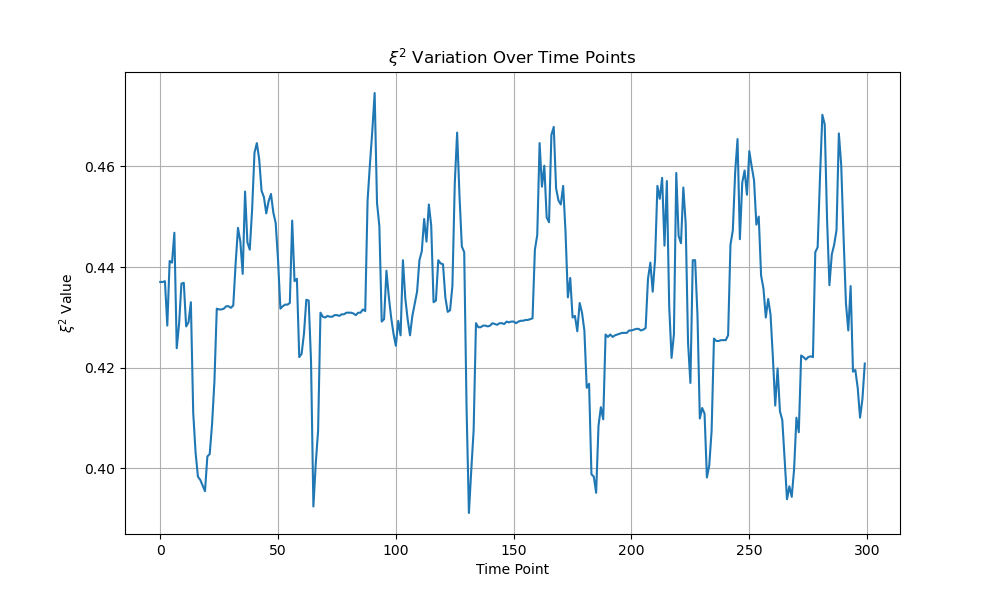 ξ² Variation Over Time Points
ξ² Value
0.46
0.44
0.42
0.40
0 50 100 150 200 250 300
Time Point